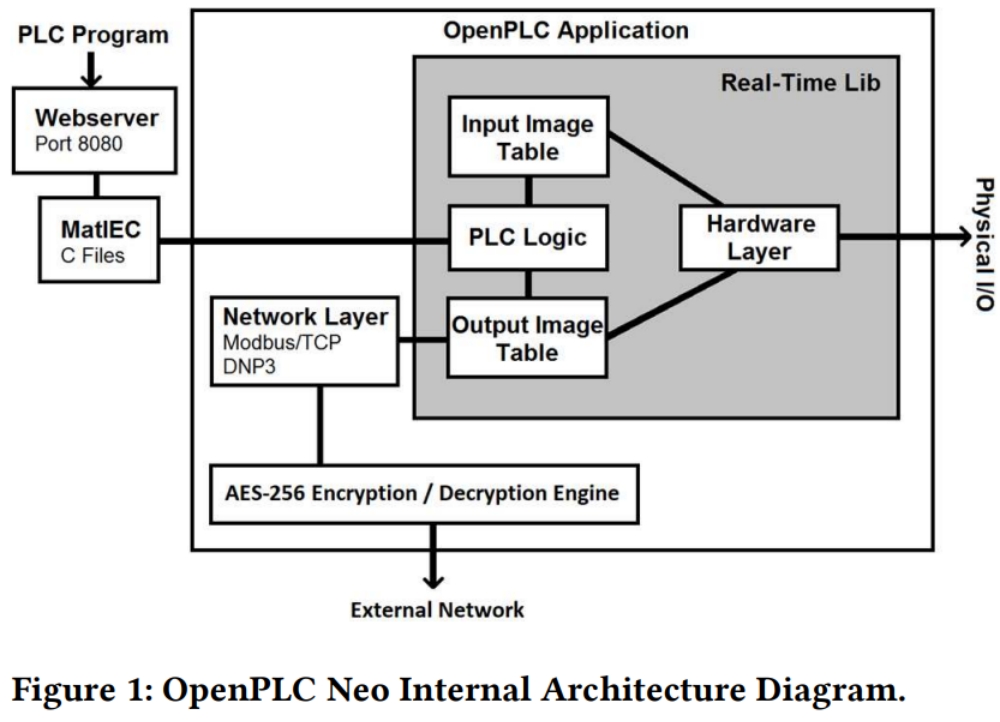 PLC Program
OpenPLC Application
Real-Time Lib
Webserver
Port 8080
Input Image
Table
MatIEC
C Files
PLC Logic
Hardware
Layer
Physical I/O
Network Layer
Modbus/TCP
DNP3
Output Image
Table
AES-256 Encryption / Decryption Engine
External Network
Figure 1: OpenPLC Neo Internal Architecture Diagram.